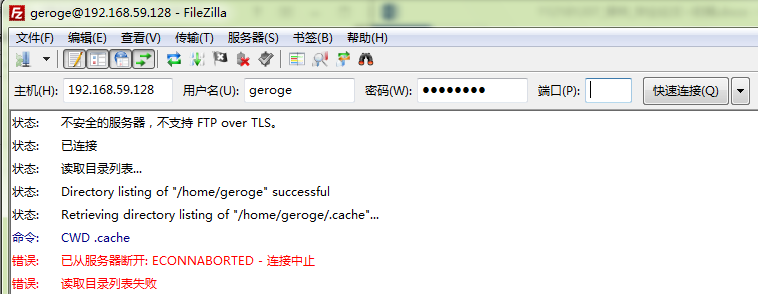 geroge@192.168.59.128 - FileZilla
文件(F) 编辑(E) 查看(V) 传输(T) 服务器(S) 书签(B) 帮助(H)
主机(H): 192.168.59.128 用户名(U): geroge 密码(W): ●●●●●●●● 端口(P): 快速连接(Q)
状态: 不安全的服务器，不支持 FTP over TLS。
状态: 已连接
状态: 读取目录列表...
状态: Directory listing of "/home/geroge" successful
状态: Retrieving directory listing of "/home/geroge/.cache"...
命令: CWD .cache
错误: 已从服务器断开: ECONNABORTED - 连接中止
错误: 读取目录列表失败